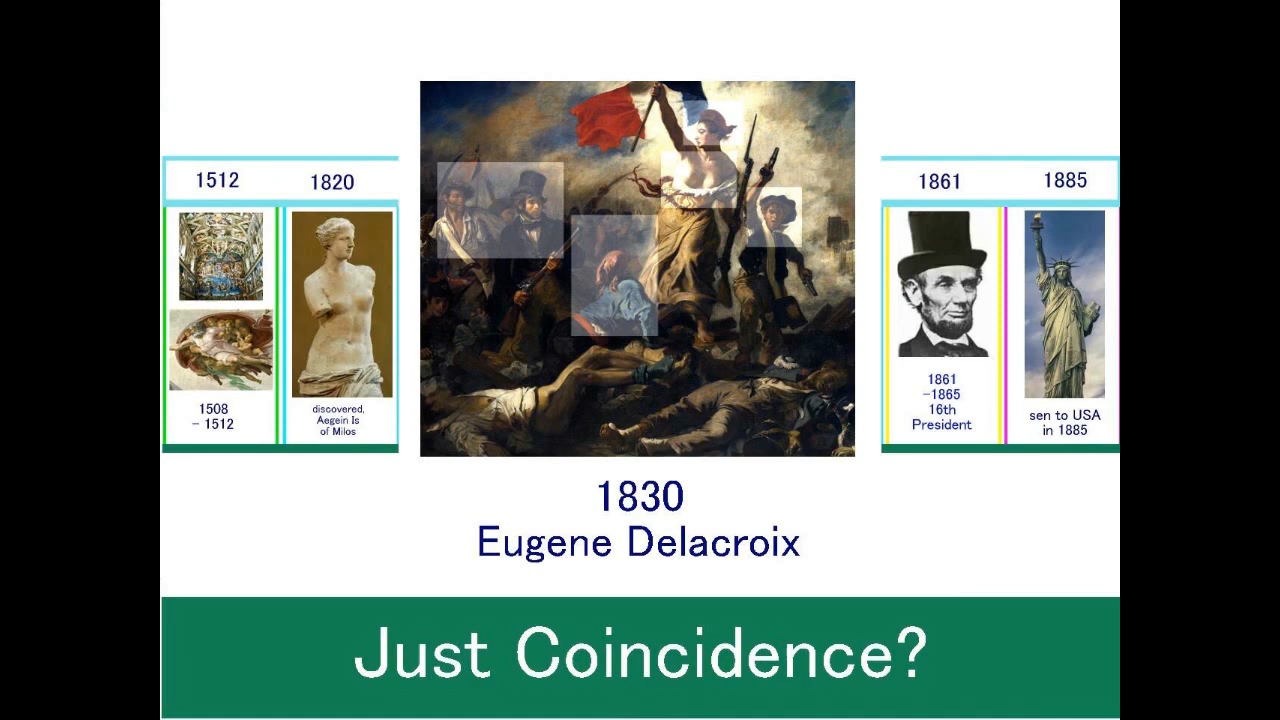 1512
1820
1508
- 1512
discovered,
Aegein Is
of Milos
1830
Eugene Delacroix
1861
1885
1861
-1865
16th
President
sen to USA
in 1885
Just Coincidence?